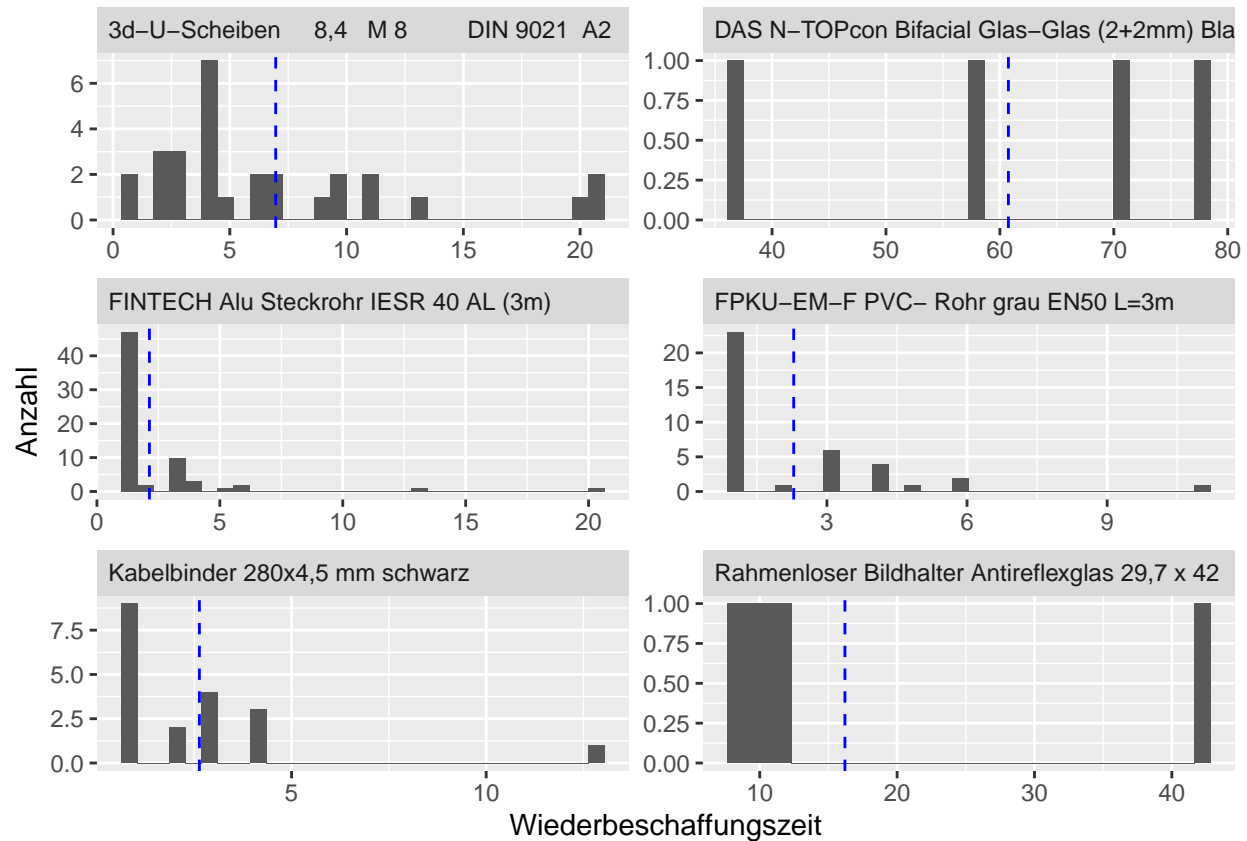 3d−U−Scheiben 8,4 M 8 DIN 9021 A2
DAS N−TOPcon Bifacial Glas−Glas (2+2mm) Bla
6
4
2
0
0 5 10 15 20
1.00
0.75
0.50
0.25
0.00
40 50 60 70 80
FINTECH Alu Steckrohr IESR 40 AL (3m)
FPKU−EM−F PVC− Rohr grau EN50 L=3m
40
30
20
10
0
0 5 10 15 20
20
15
10
5
0
3 6 9
Kabelbinder 280x4,5 mm schwarz
Rahmenloser Bildhalter Antireflexglas 29,7 x 42
7.5
5.0
2.5
0.0
5 10
1.00
0.75
0.50
0.25
0.00
10 20 30 40
Anzahl
Wiederbeschaffungszeit